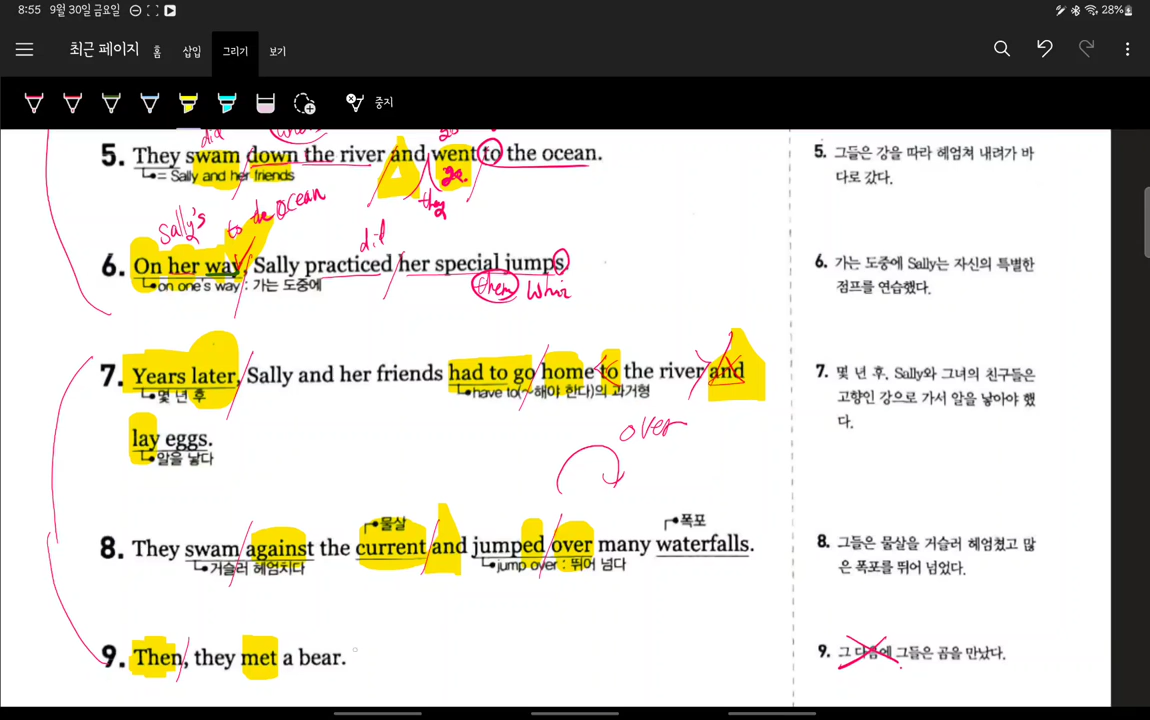 8:55 9월 30일 금요일 28%
최근 페이지 홈 삽입 그리기 보기
중지
did
5. They swam down the river and went to the ocean.
= Sally and her friends
go.
they
5. 그들은 강을 따라 헤엄쳐 내려가 바
다로 갔다.
Sally's to the ocean
did
6. On her way, Sally practiced her special jumps.
on one's way : 가는 도중에
them
6. 가는 도중에 Sally는 자신의 특별한
점프를 연습했다.
7. Years later, Sally and her friends had to go home to the river and
몇 년 후
have to(~해야 한다)의 과거형
lay eggs.
알을 낳다
7. 몇 년 후, Sally와 그녀의 친구들은
고향인 강으로 가서 알을 낳아야 했
다.
over
물살
폭포
8. They swam against the current and jumped over many waterfalls.
거슬러 헤엄치다
jump over : 뛰어 넘다
8. 그들은 물살을 거슬러 헤엄쳤고 많
은 폭포를 뛰어 넘었다.
9. Then, they met a bear.
9. 그 다음에 그들은 곰을 만났다.